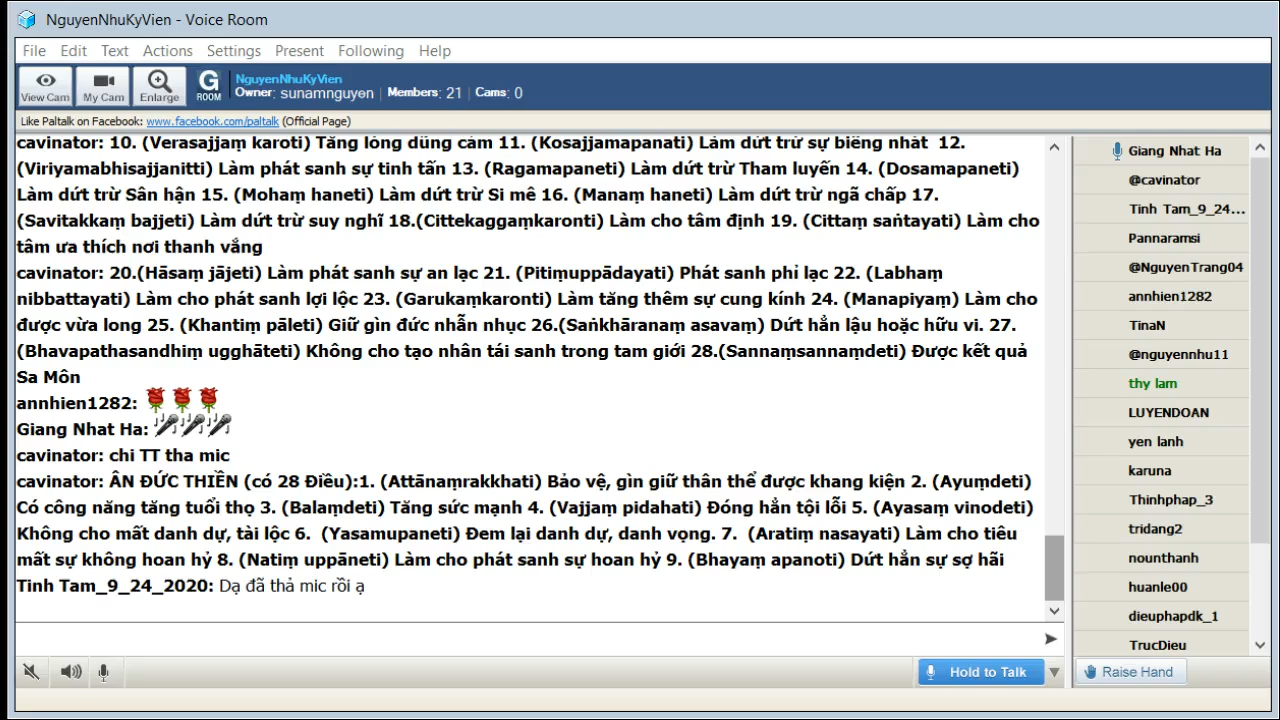 NguyenNhuKyVien - Voice Room
File Edit Text Actions Settings Present Following Help
View Cam My Cam Enlarge G ROOM NguyenNhuKyVien
Owner: sunamnguyen Members: 21 Cams: 0
Like Paltalk on Facebook: www.facebook.com/paltalk (Official Page)
cavinator: 10. (Verasajjaṃ karoti) Tăng lòng dũng cảm 11. (Kosajjamapanati) Làm dứt trừ sự biếng nhát 12.
(Viriyamabhisajjanitti) Làm phát sanh sự tinh tấn 13. (Ragamapaneti) Làm dứt trừ Tham luyến 14. (Dosamapaneti)
Làm dứt trừ Sân hận 15. (Mohaṃ haneti) Làm dứt trừ Si mê 16. (Manaṃ haneti) Làm dứt trừ ngã chấp 17.
(Savitakkaṃ bajjeti) Làm dứt trừ suy nghĩ 18.(Cittekaggaṃkaronti) Làm cho tâm định 19. (Cittaṃ saṅtayati) Làm cho
tâm ưa thích nơi thanh vắng
cavinator: 20.(Hāsaṃ jājeti) Làm phát sanh sự an lạc 21. (Pitiṃuppādayati) Phát sanh phỉ lạc 22. (Labhaṃ
nibbattayati) Làm cho phát sanh lợi lộc 23. (Garukaṃkaronti) Làm tăng thêm sự cung kính 24. (Manapiyaṃ) Làm cho
được vừa long 25. (Khantiṃ pāleti) Giữ gìn đức nhẫn nhục 26.(Saṅkhāranaṃ asavaṃ) Dứt hẳn lậu hoặc hữu vi. 27.
(Bhavapathasandhiṃ ugghāteti) Không cho tạo nhân tái sanh trong tam giới 28.(Sannaṃsannaṃdeti) Được kết quả
Sa Môn
annhien1282:
Giang Nhat Ha:
cavinator: chi TT tha mic
cavinator: ÂN ĐỨC THIỀN (có 28 Điều):1. (Attānaṃrakkhati) Bảo vệ, gìn giữ thân thể được khang kiện 2. (Ayuṃdeti)
Có công năng tăng tuổi thọ 3. (Balaṃdeti) Tăng sức mạnh 4. (Vajjaṃ pidahati) Đóng hẳn tội lỗi 5. (Ayasaṃ vinodeti)
Không cho mất danh dự, tài lộc 6. (Yasamupaneti) Đem lại danh dự, danh vọng. 7. (Aratiṃ nasayati) Làm cho tiêu
mất sự không hoan hỷ 8. (Natiṃ uppāneti) Làm cho phát sanh sự hoan hỷ 9. (Bhayaṃ apanoti) Dứt hẳn sự sợ hãi
Tinh Tam_9_24_2020: Dạ đã thả mic rồi ạ
Giang Nhat Ha
@cavinator
Tinh Tam_9_24...
Pannaramsi
@NguyenTrang04
annhien1282
TinaN
@nguyennhu11
thy lam
LUYENDOAN
yen lanh
karuna
Thinhphap_3
tridang2
nounthanh
huanle00
dieuphapdk_1
TrucDieu
Hold to Talk Raise Hand